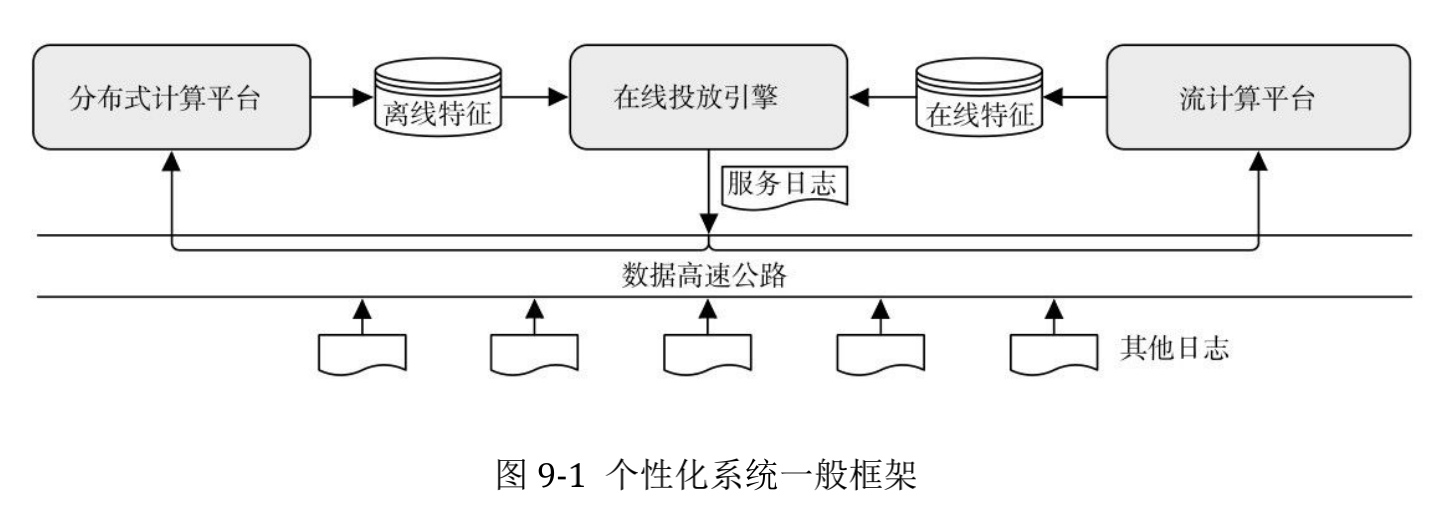 分布式计算平台
离线特征
在线投放引擎
在线特征
流计算平台
服务日志
数据高速公路
其他日志
图 9-1 个性化系统一般框架